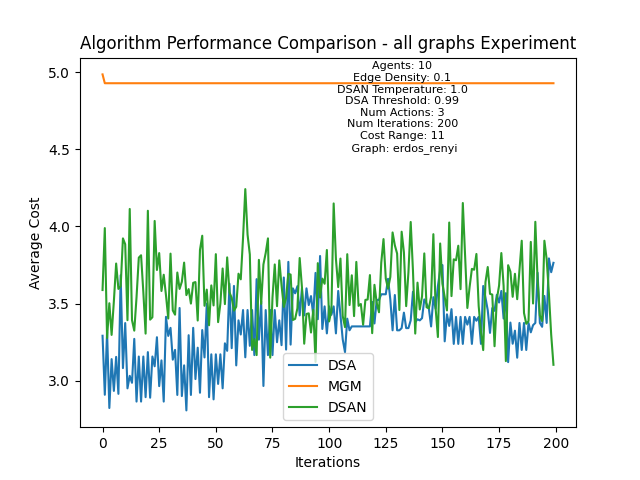 Algorithm Performance Comparison - all graphs Experiment
Agents: 10
Edge Density: 0.1
DSAN Temperature: 1.0
DSA Threshold: 0.99
Num Actions: 3
Num Iterations: 200
Cost Range: 11
Graph: erdos_renyi
Average Cost
5.0
4.5
4.0
3.5
3.0
DSA
MGM
DSAN
0 25 50 75 100 125 150 175 200
Iterations